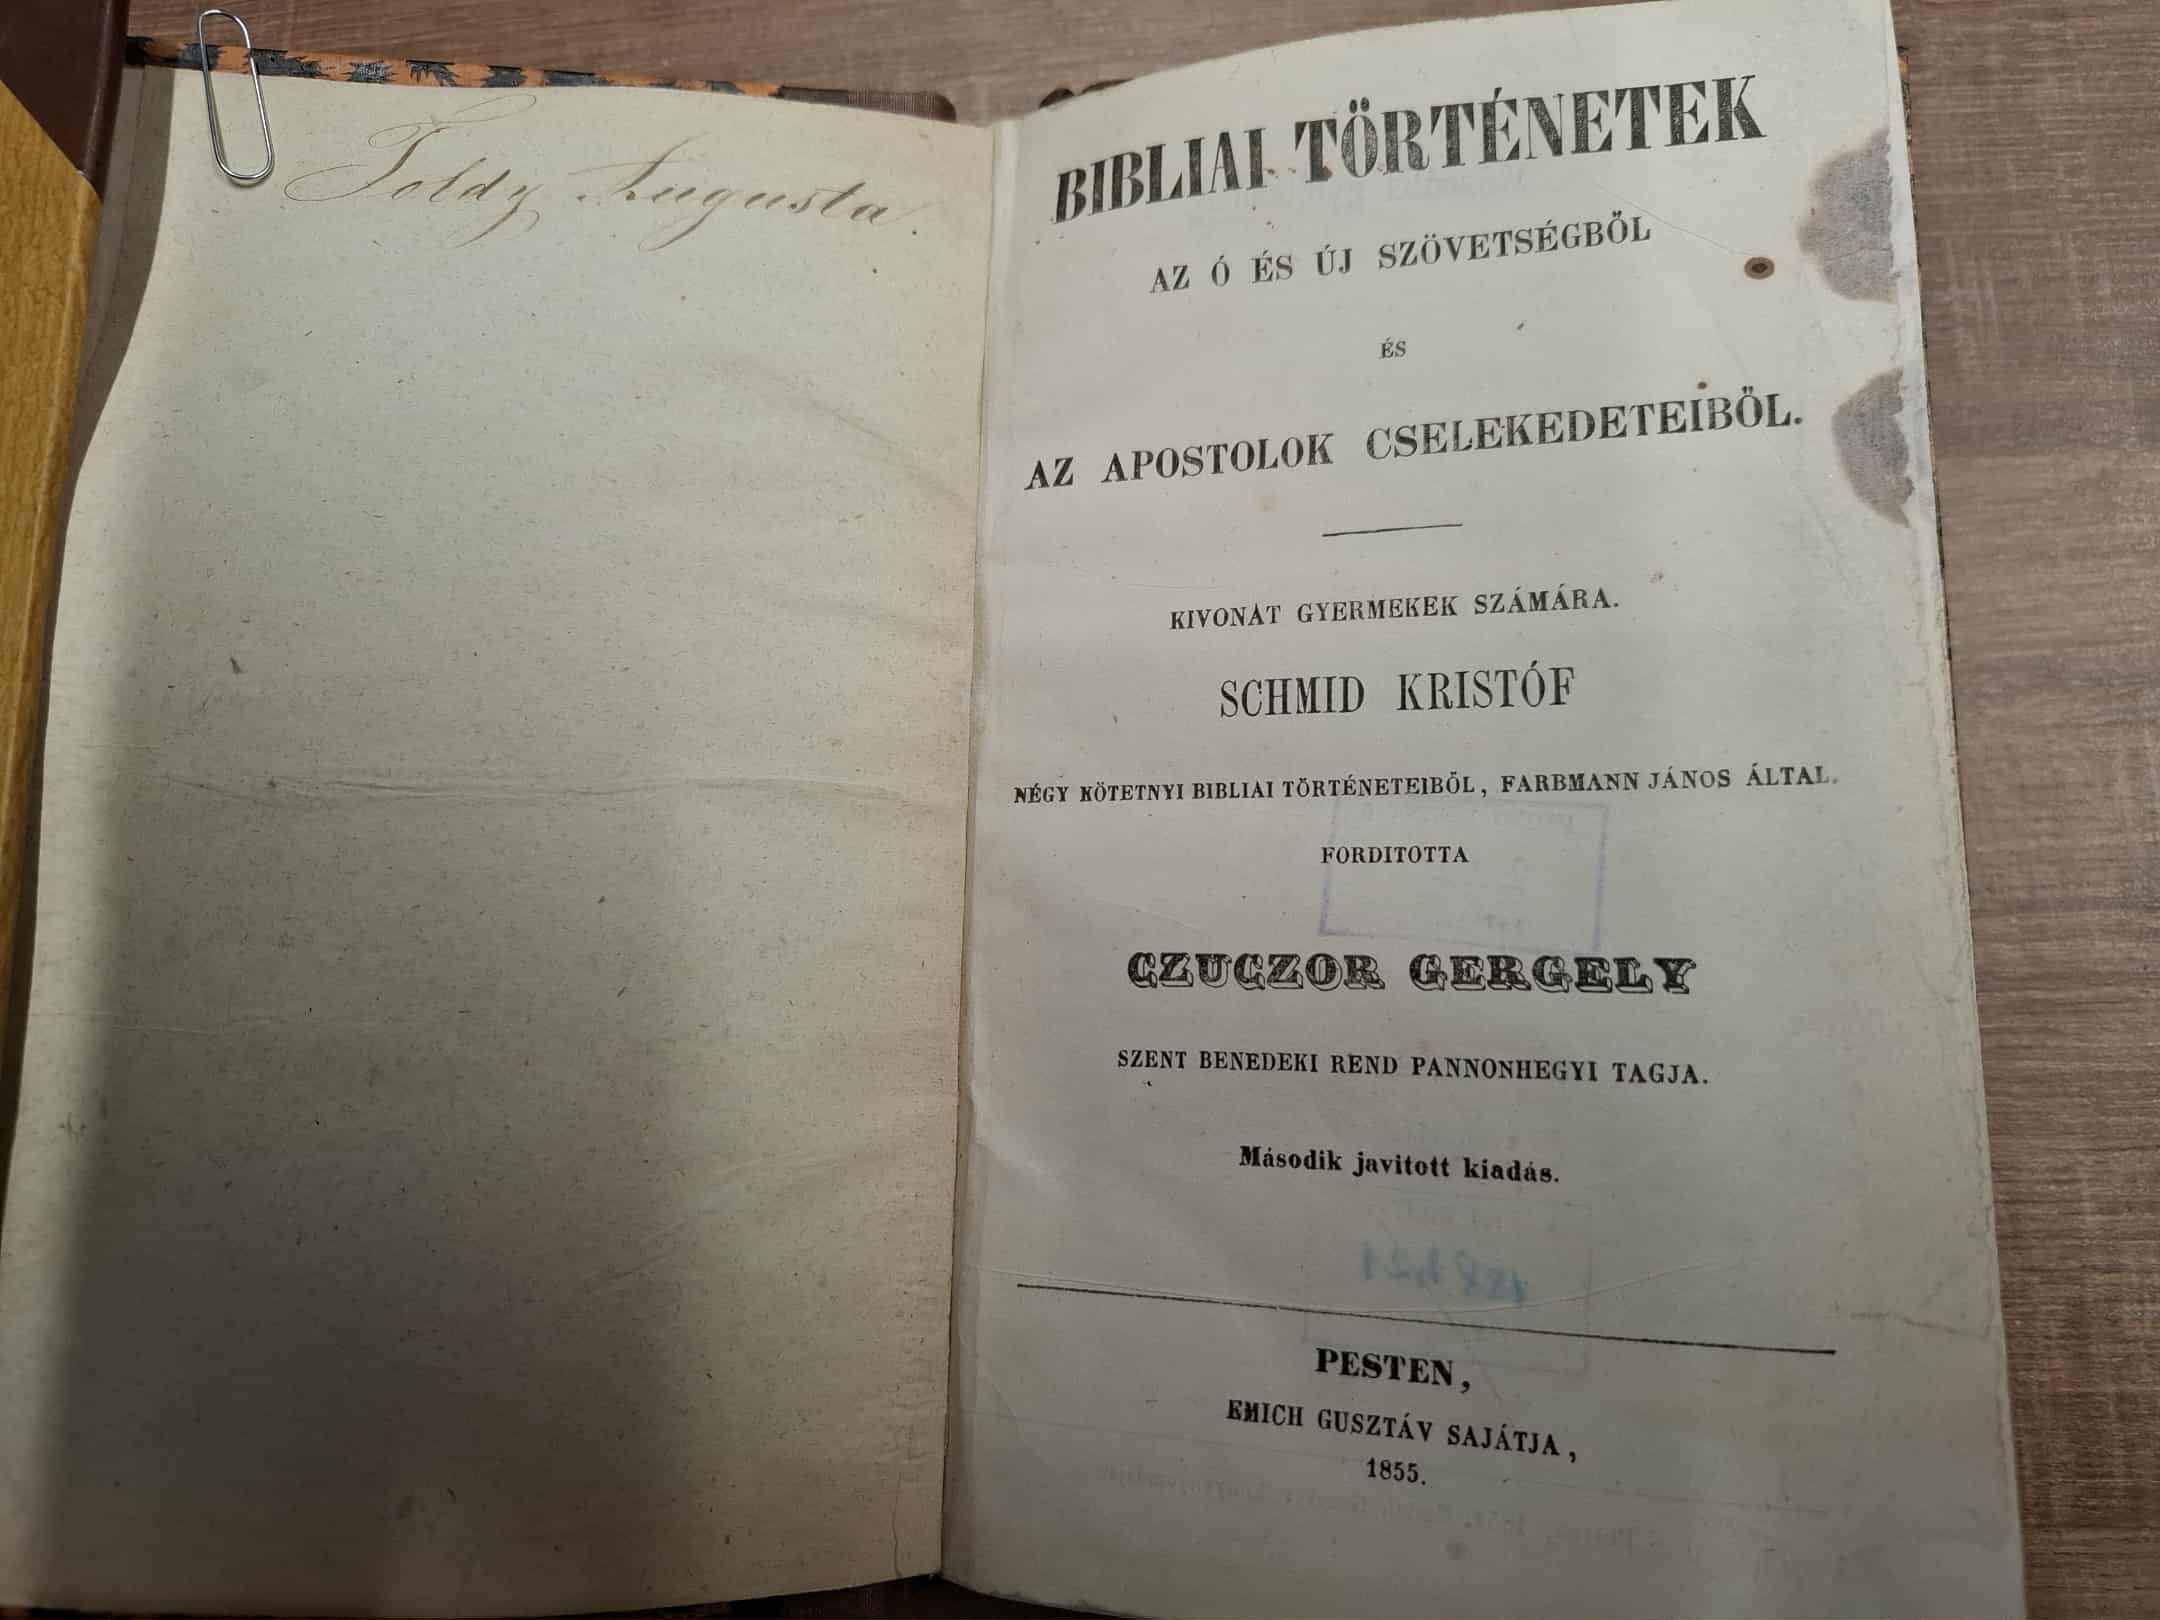 Toldy Augusta.
BIBLIAI TÖRTÉNETEK
AZ Ó ÉS ÚJ SZÖVETSÉGBŐL
ÉS
AZ APOSTOLOK CSELEKEDETEIBŐL.
KIVONAT GYERMEKEK SZÁMÁRA.
SCHMID KRISTÓF
NÉGY KÖTETNYI BIBLIAI TÖRTÉNETEIBŐL, FARBMANN JÁNOS ÁLTAL.
FORDITOTTA
CZUCZOR GERGELY
SZENT BENEDEKI REND PANNONHEGYI TAGJA.
Második javitott kiadás.
PESTEN,
EMICH GUSZTÁV SAJÁTJA,
1855.